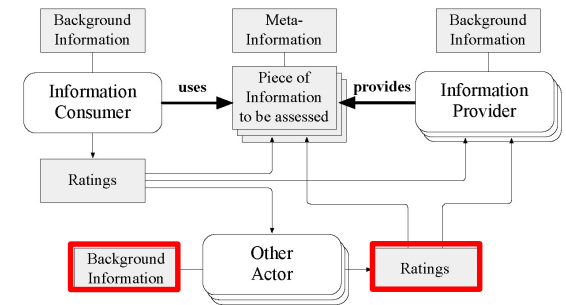 Background
Information
Meta-
Information
Background
Information
Information
Consumer
uses
Piece of
Information
to be assessed
provides
Information
Provider
Ratings
Background
Information
Other
Actor
Ratings